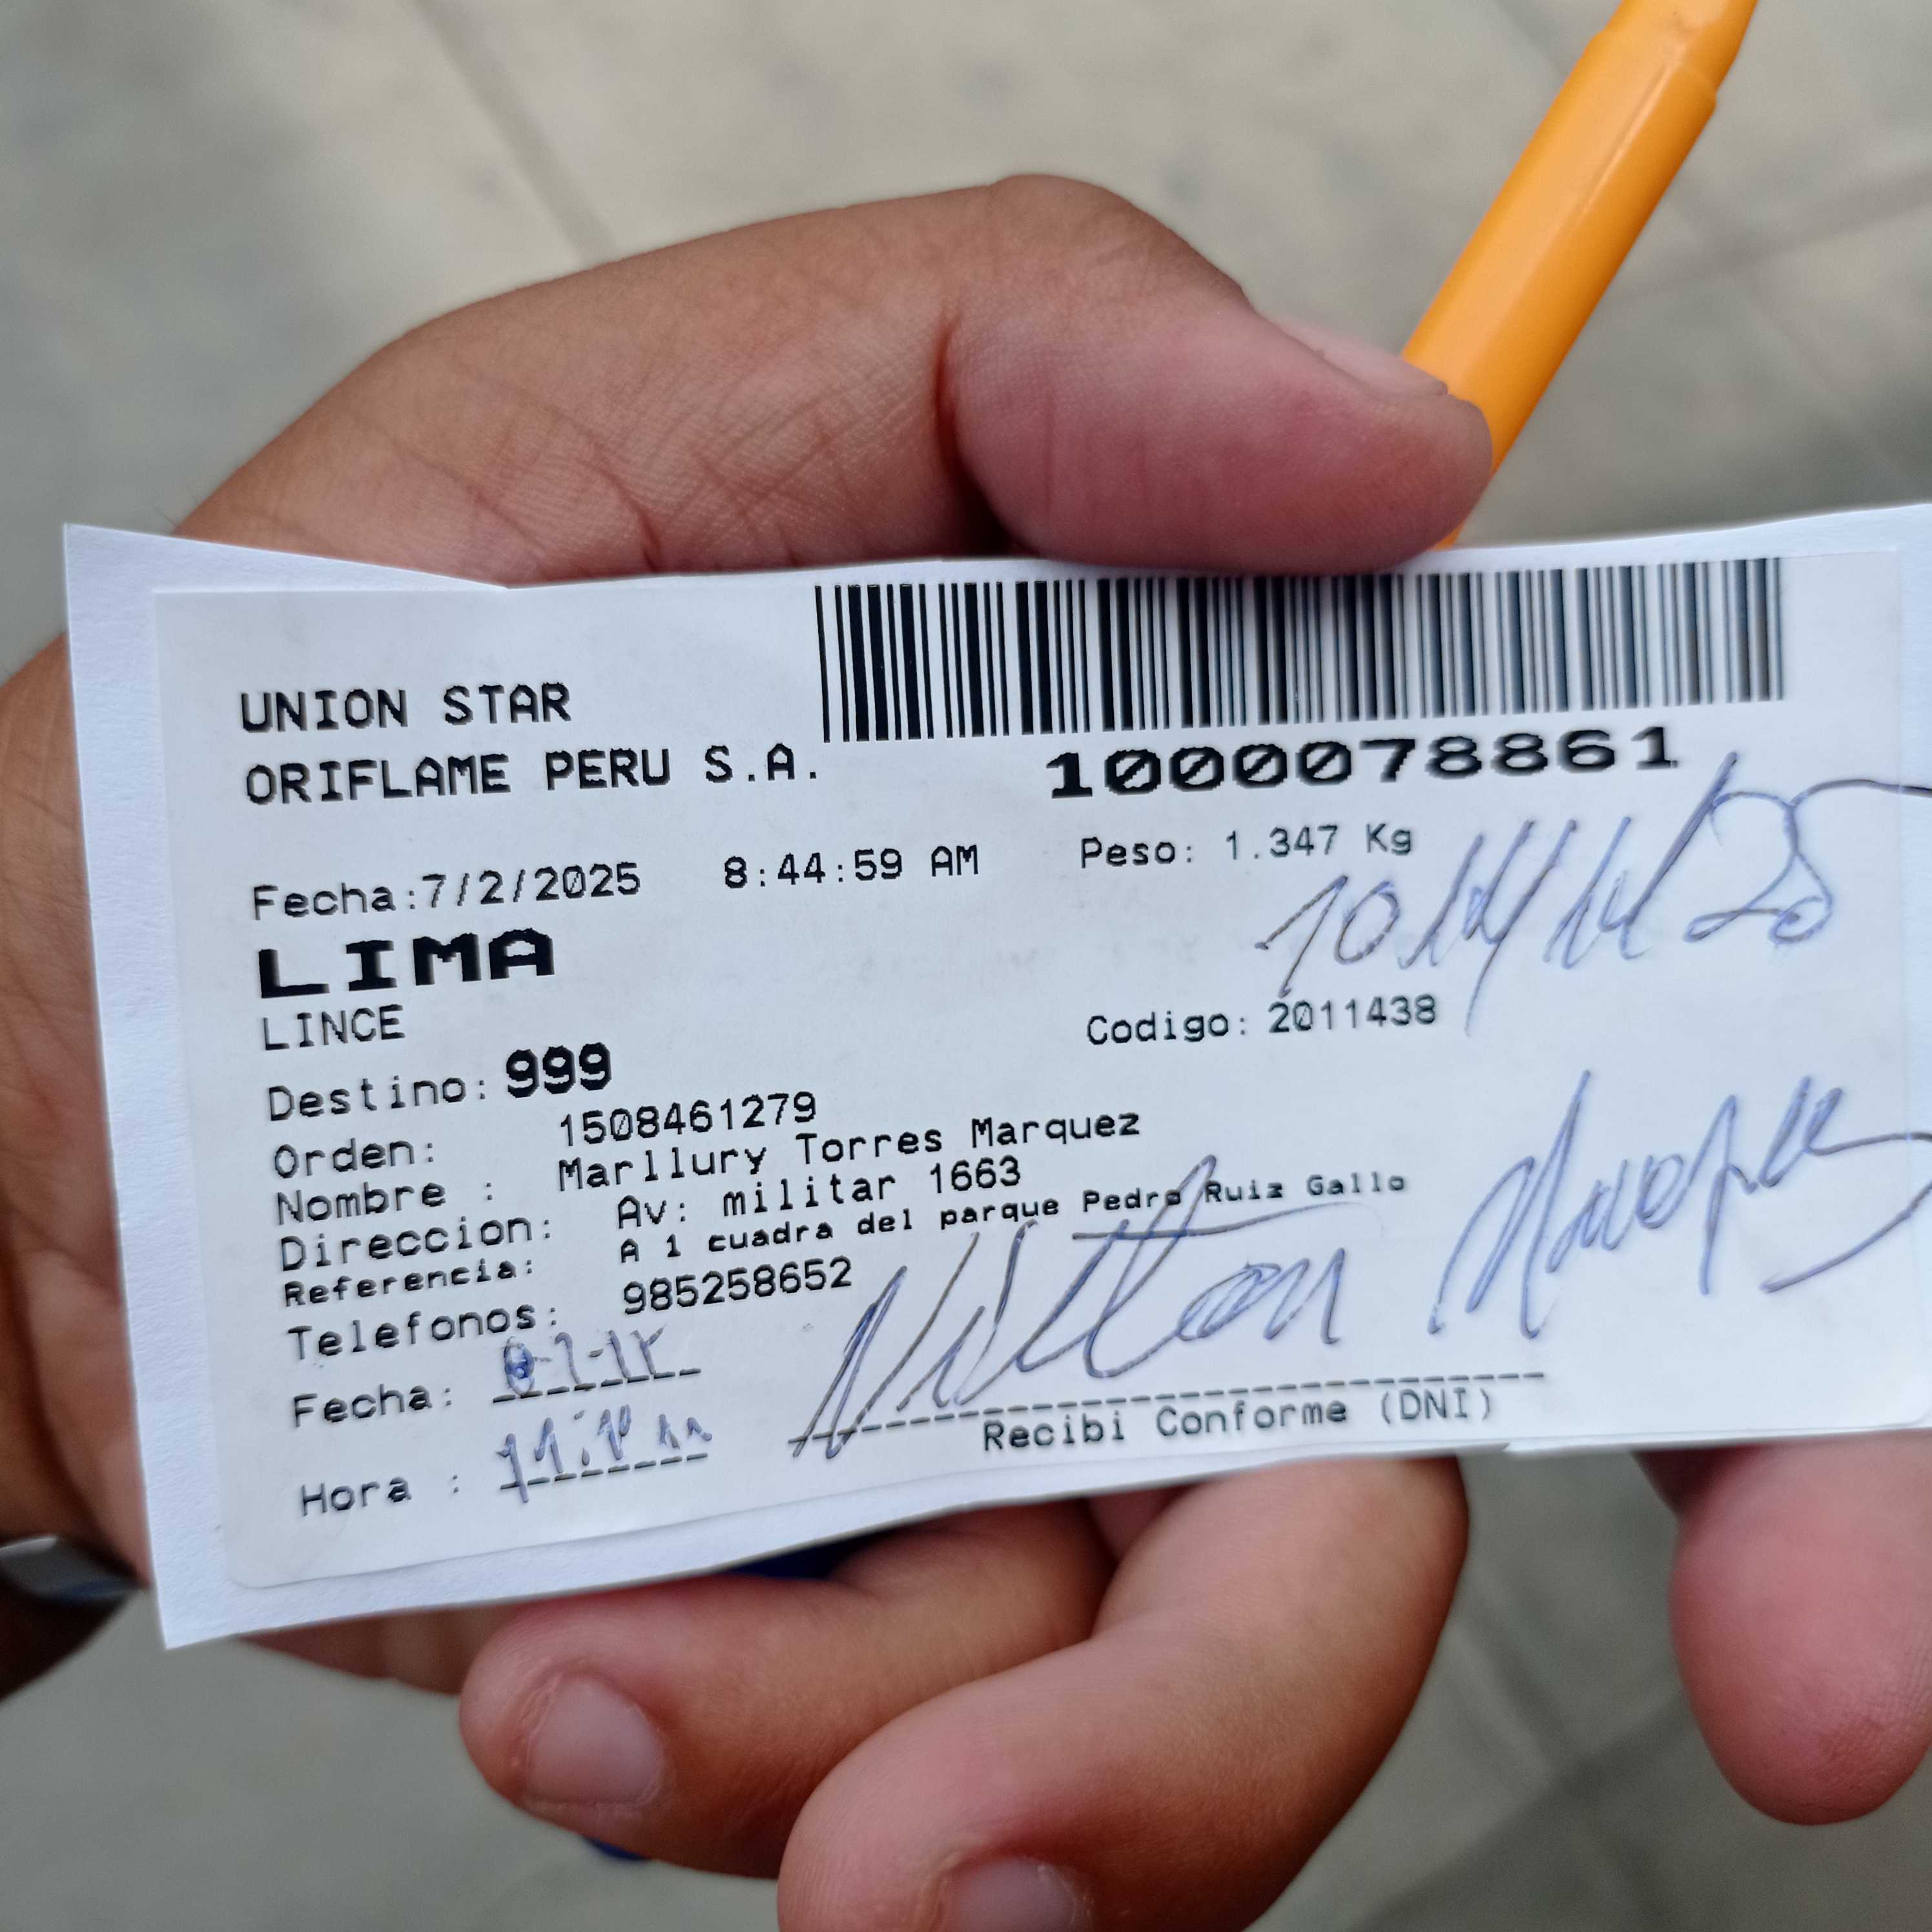 UNION STAR
ORIFLAME PERU S.A.
1000078861
Fecha:7/2/2025 8:44:59 AM Peso: 1.347 Kg
LIMA
LINCE
Codigo: 2011438
Destino: 999
Orden: 1508461279
Nombre : Marllury Torres Marquez
Direccion: Av: militar 1663
Referencia: A 1 cuadra del parque Pedro Ruiz Gallo
Telefonos: 985258652
Fecha:
Hora :
Recibi Conforme (DNI)